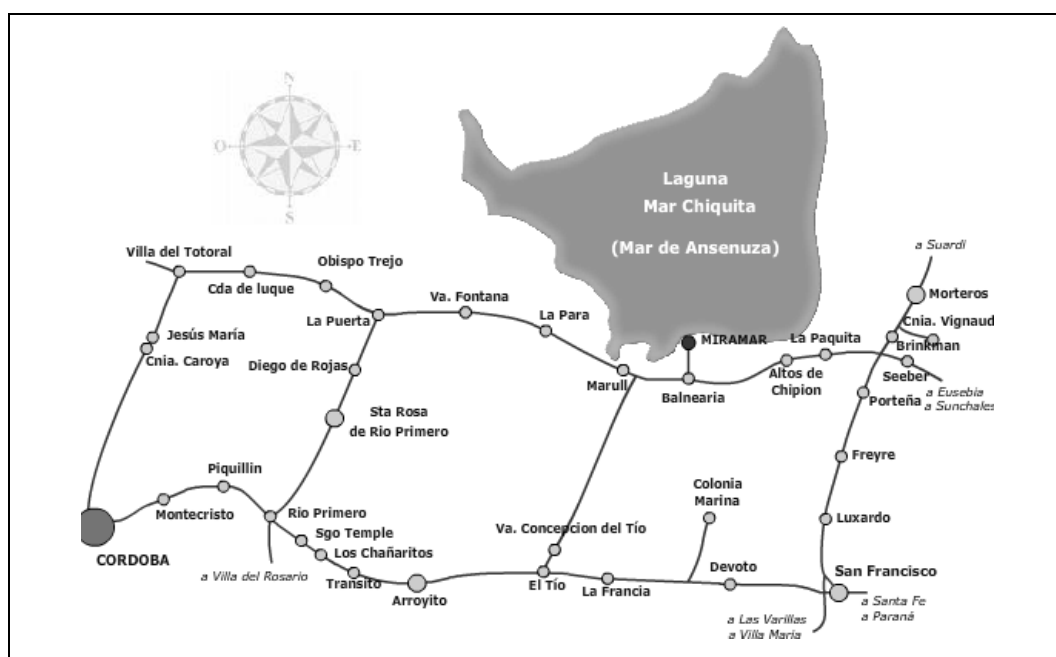 N
O
E
S
Laguna
Mar Chiquita
(Mar de Ansenuza)
a Suardi
Villa del Totoral
Obispo Trejo
Cda de luque
Va. Fontana
Morteros
La Puerta
La Para
Cnia. Vignaud
Jesús María
MIRAMAR
La Paquita
Brinkman
Cnia. Caroya
Diego de Rojas
Marull
Altos de
Chipion
Seeber
Balnearia
a Eusebia
a Sunchales
Porteña
Sta Rosa
de Rio Primero
Freyre
Piquillin
Colonia
Marina
Montecristo
Rio Primero
Luxardo
Sgo Temple
Va. Concepcion del Tío
CORDOBA
Los Chañaritos
a Villa del Rosario
Transito
Arroyito
El Tío
La Francia
Devoto
San Francisco
a Santa Fe
a Paraná
a Las Varillas
a Villa Maria